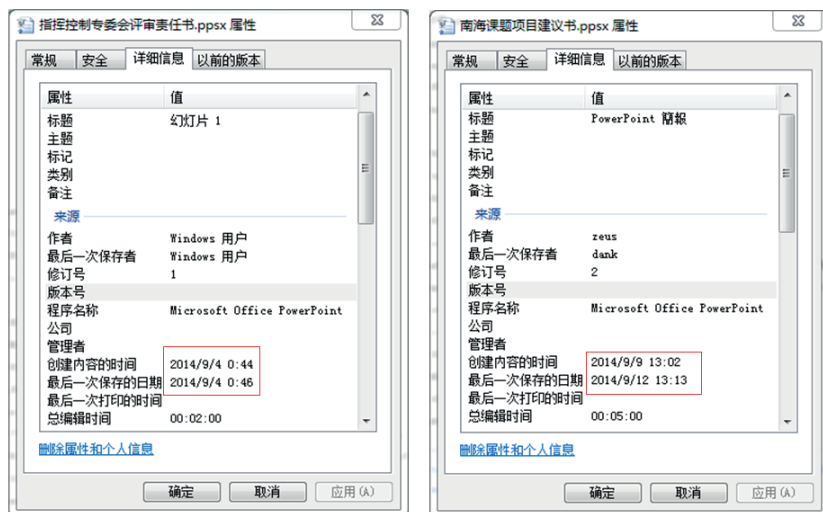 指挥控制专委会评审责任书.ppsx 属性
常规 安全 详细信息 以前的版本
属性 值
标题 幻灯片 1
主题
标记
类别
备注
来源
作者 Windows 用户
最后一次保存者 Windows 用户
修订号 1
版本号
程序名称 Microsoft Office PowerPoint
公司
管理者
创建内容的时间 2014/9/4 0:44
最后一次保存的日期 2014/9/4 0:46
最后一次打印的时间
总编辑时间 00:02:00
删除属性和个人信息
确定 取消 应用(A)
南海课题项目建议书.ppsx 属性
常规 安全 详细信息 以前的版本
属性 值
标题 PowerPoint 簡報
主题
标记
类别
备注
来源
作者 zeus
最后一次保存者 dank
修订号 2
版本号
程序名称 Microsoft Office PowerPoint
公司
管理者
创建内容的时间 2014/9/9 13:02
最后一次保存的日期 2014/9/12 13:13
最后一次打印的时间
总编辑时间 00:05:00
删除属性和个人信息
确定 取消 应用(A)